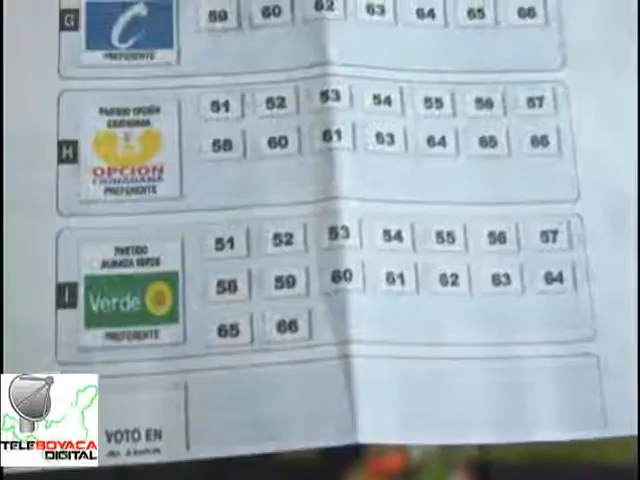 G
59 60 62 63 64 65 66
PREFERENTE
PARTIDO OPCIÓN
CIUDADANA
51 52 53 54 55 56 57
H
58 60 61 63 64 65 66
OPCION
CIUDADANA
PREFERENTE
PARTIDO
ALIANZA VERDE
51 52 53 54 55 56 57
I
Verde
58 59 60 61 62 63 64
PREFERENTE
65 66
VOTO EN
TELEBOYACA
DIGITAL